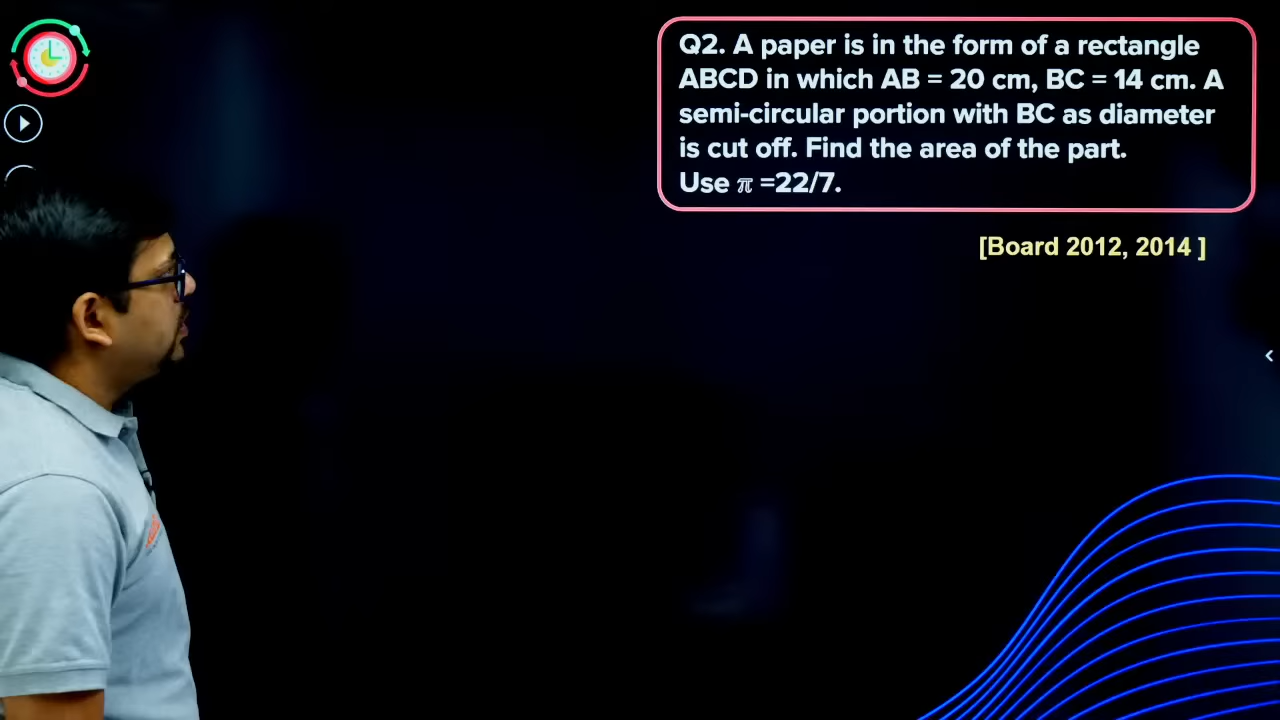 Q2. A paper is in the form of a rectangle
ABCD in which AB = 20 cm, BC = 14 cm. A
semi-circular portion with BC as diameter
is cut off. Find the area of the part.
Use π =22/7.
[Board 2012, 2014 ]